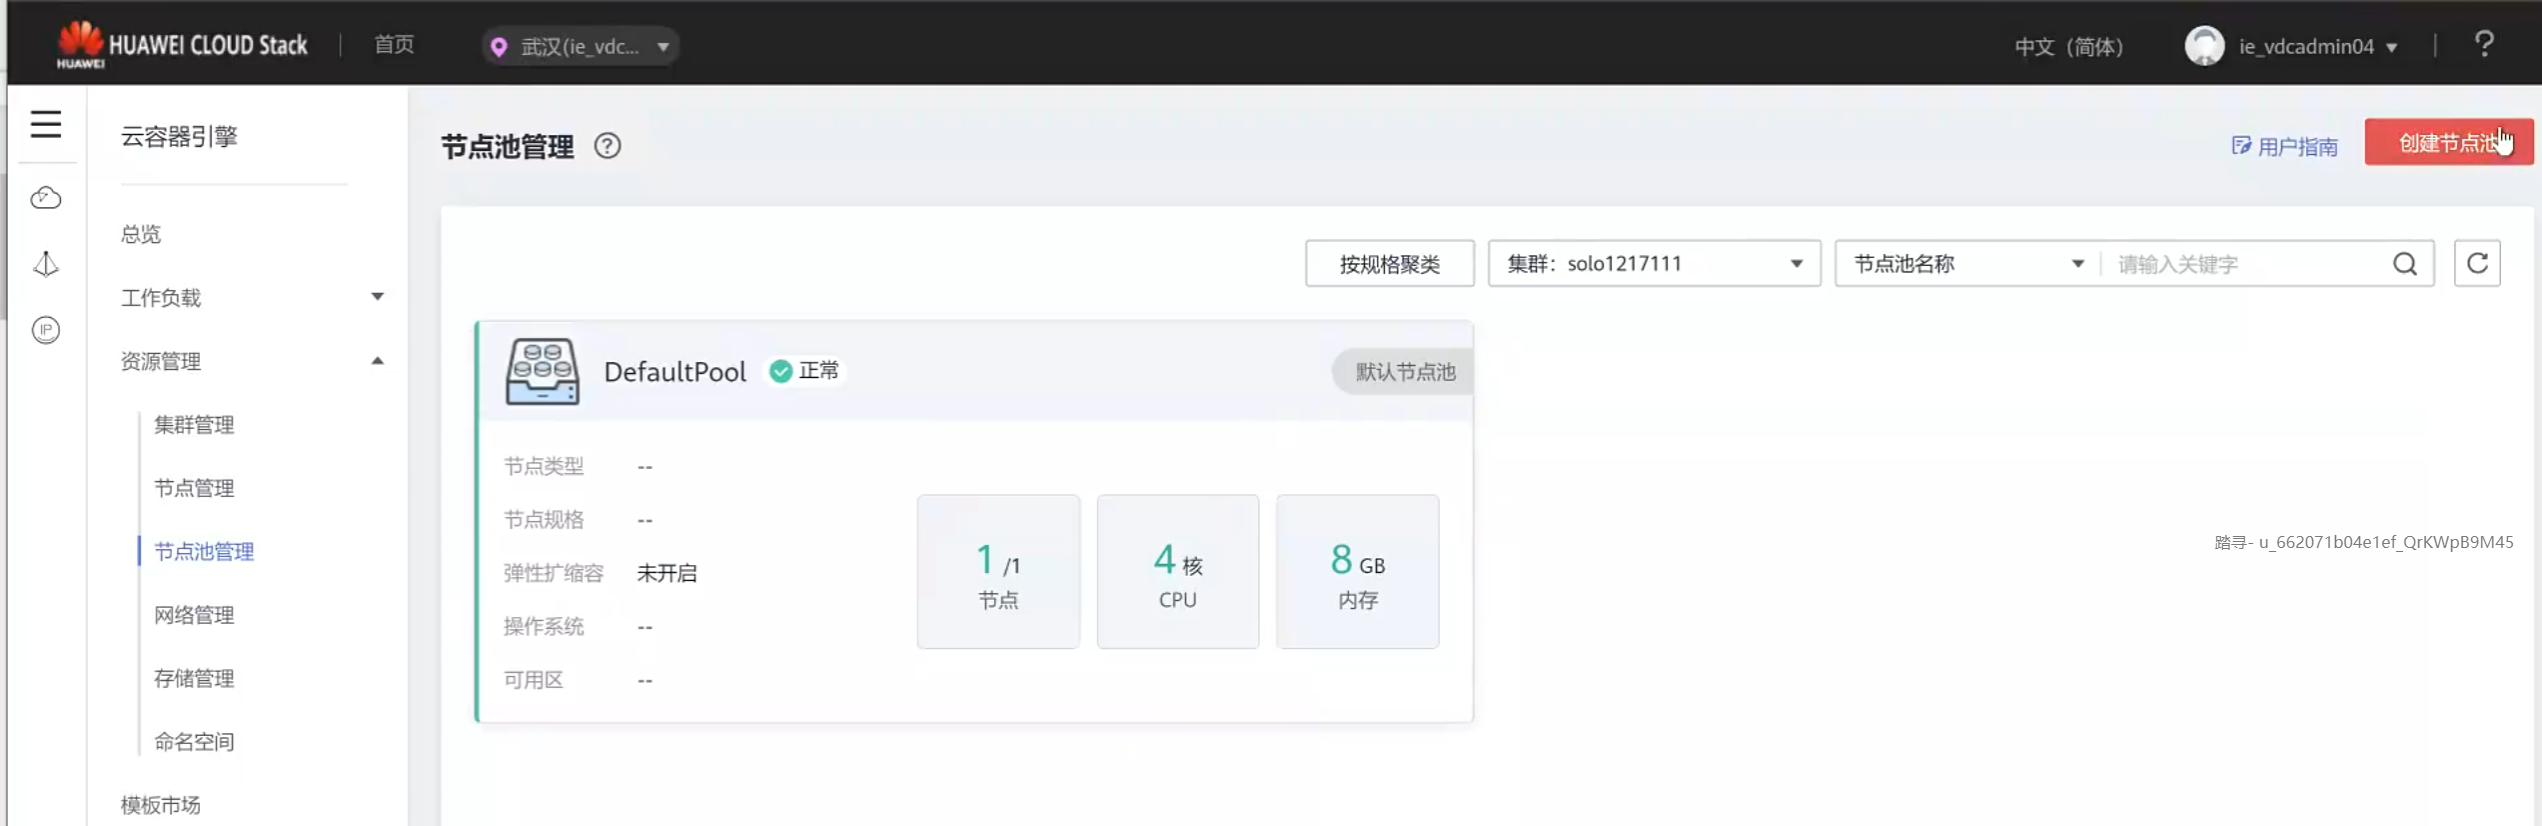 HUAWEI HUAWEI CLOUD Stack 首页 武汉(ie_vdc... 中文（简体） ie_vdcadmin04 ?
云容器引擎
节点池管理 ?
用户指南
创建节点池
总览
工作负载
资源管理
集群管理
节点管理
节点池管理
网络管理
存储管理
命名空间
模板市场
IP
按规格聚类 集群：solo1217111 节点池名称 请输入关键字
DefaultPool 正常 默认节点池
节点类型 --
节点规格 --
弹性扩缩容 未开启
操作系统 --
可用区 --
1 /1
节点
4 核
CPU
8 GB
内存
踏寻- u_662071b04e1ef_QrKWpB9M45